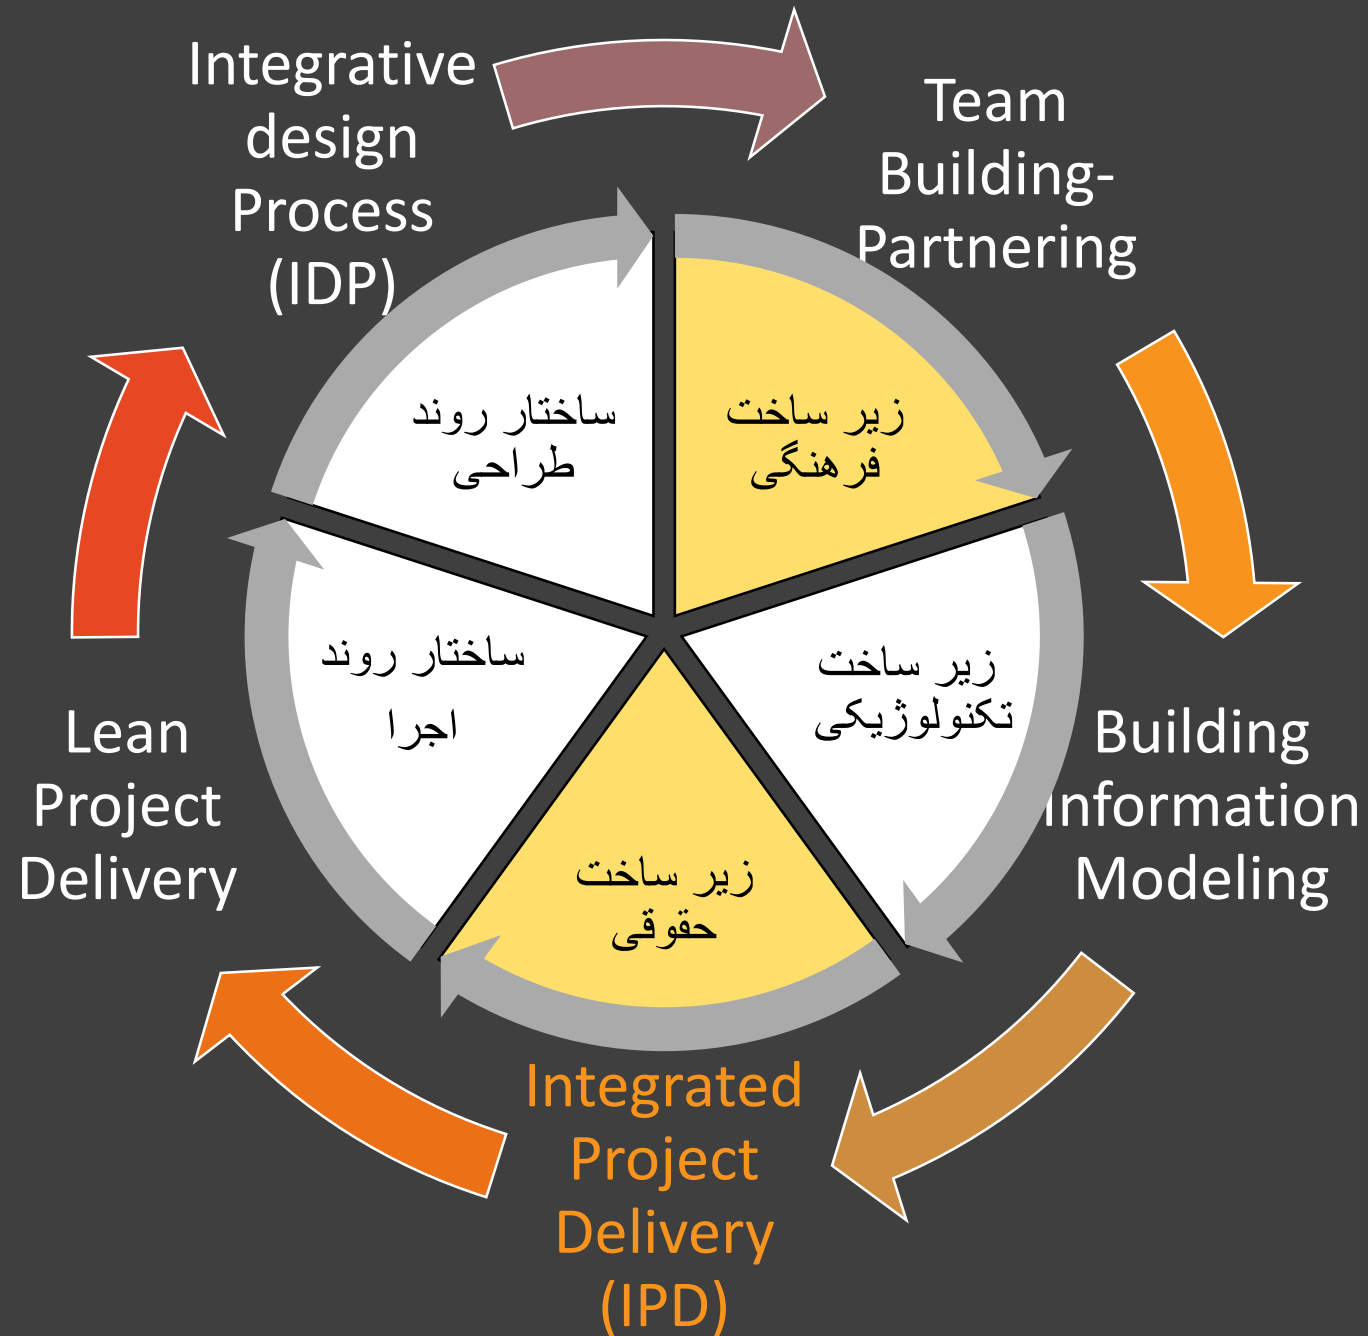 Integrative
design
Process
(IDP)
Team
Building-
Partnering
ساختار روند
طراحی
زیر ساخت
فرهنگی
ساختار روند
اجرا
زیر ساخت
تکنولوژیکی
Lean
Project
Delivery
Building
Information
Modeling
زیر ساخت
حقوقی
Integrated
Project
Delivery
(IPD)